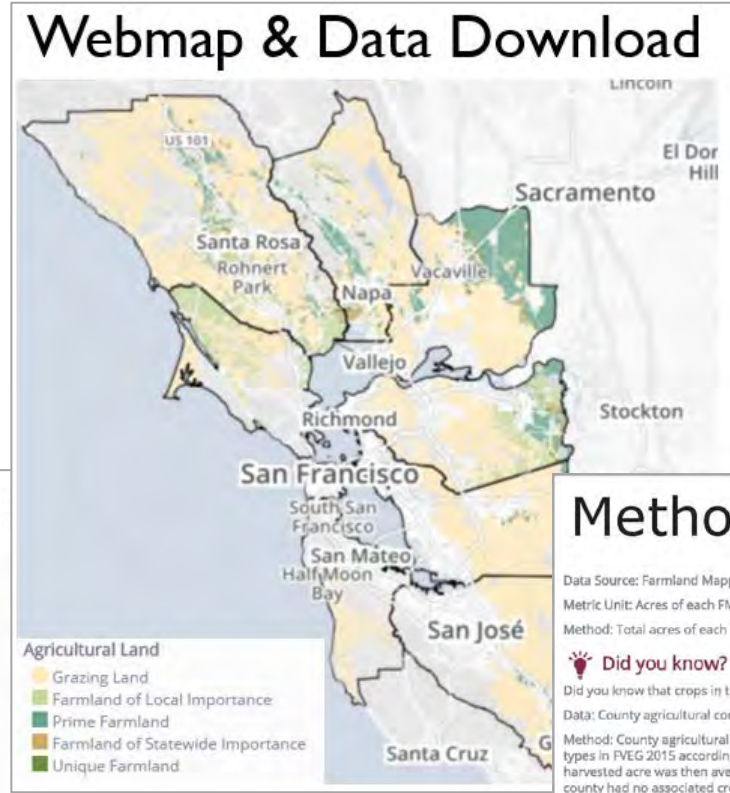 Webmap & Data Download
Lincoln
US 101
El Dor
Hill
Sacramento
Santa Rosa
Rohnert
Park
Vacaville
Napa
Vallejo
Stockton
Richmond
San Francisco
South San
Francisco
San Mateo
Half Moon
Bay
San José
Santa Cruz
G
Agricultural Land
Grazing Land
Farmland of Local Importance
Prime Farmland
Farmland of Statewide Importance
Unique Farmland
Metho
Data Source: Farmland Mapp
Metric Unit: Acres of each FM
Method: Total acres of each
Did you know?
Did you know that crops in t
Data: County agricultural co
Method: County agricultural
types in FVEG 2015 accordin
harvested acre was then ave
county had no associated cr